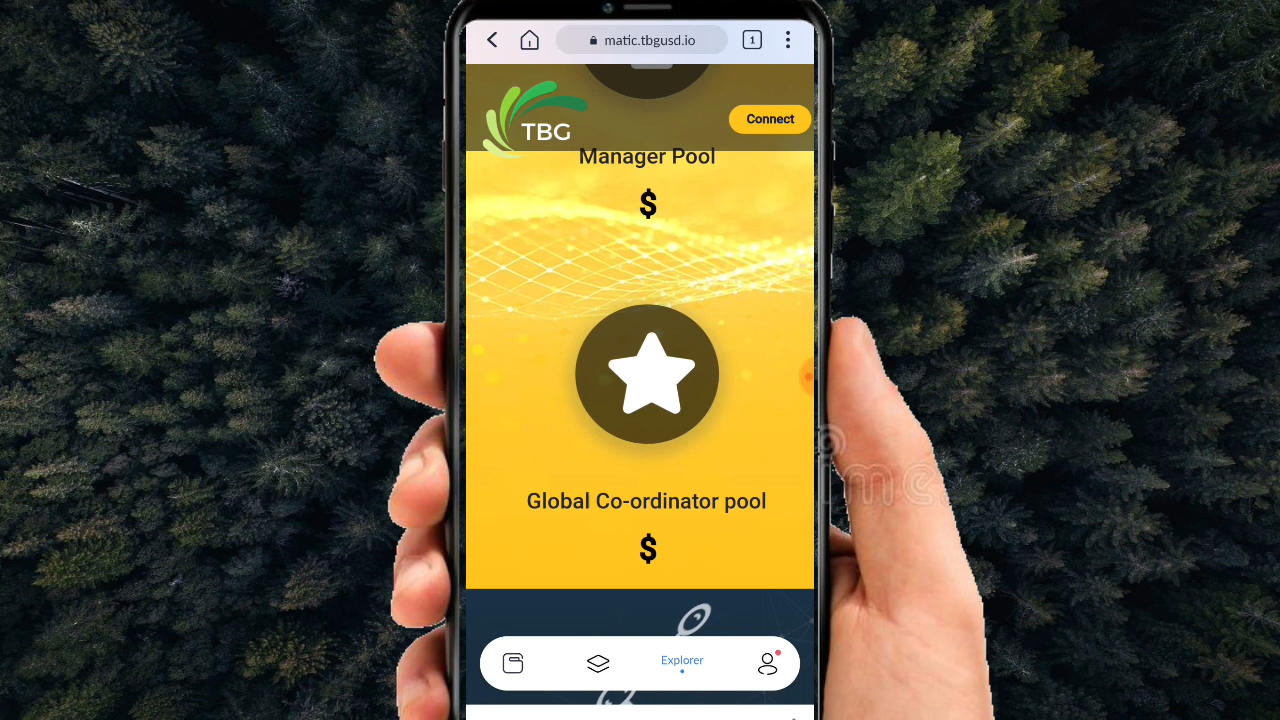 matic.tbgusd.io
1
TBG
Connect
Manager Pool
$
Global Co-ordinator pool
$
Explorer